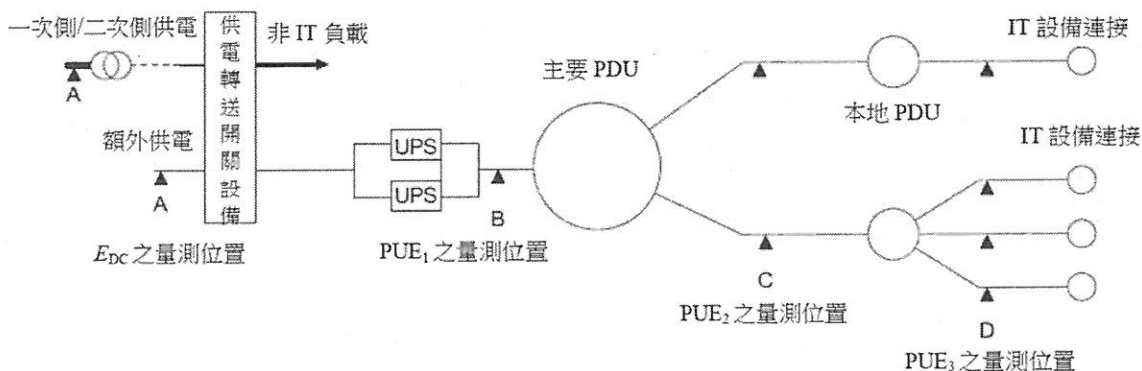 一次側/二次側供電
供電轉送開關設備
非 IT 負載
IT 設備連接
主要 PDU
A
本地 PDU
額外供電
UPS
IT 設備連接
UPS
A
B
E_DC 之量測位置
PUE₁ 之量測位置
C
PUE₂ 之量測位置
D
PUE₃ 之量測位置